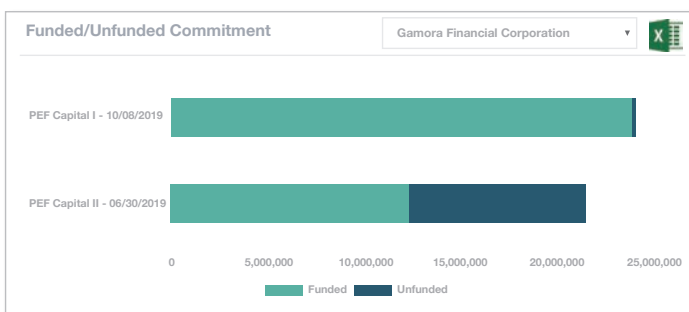 Funded/Unfunded Commitment
Gamora Financial Corporation
X
PEF Capital I - 10/08/2019
PEF Capital II - 06/30/2019
0 5,000,000 10,000,000 15,000,000 20,000,000 25,000,000
Funded Unfunded